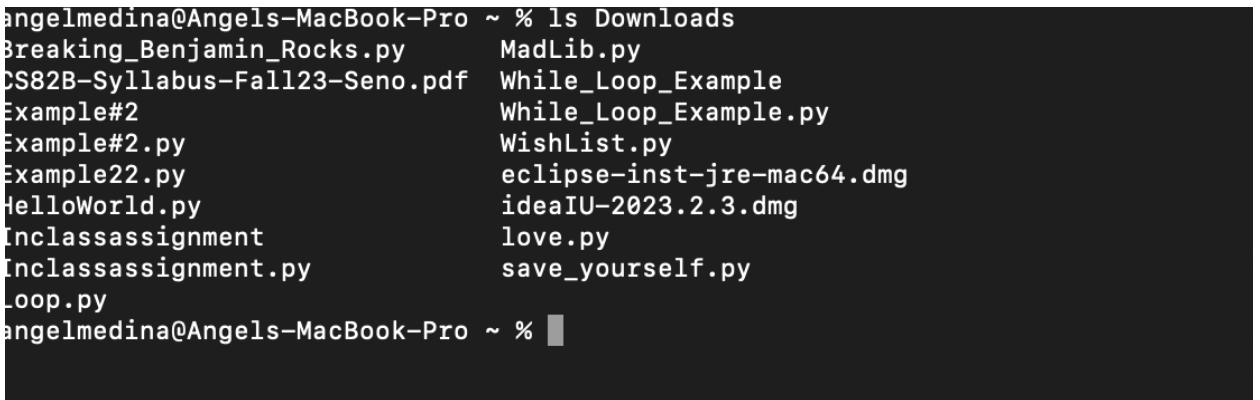 angelmedina@Angels-MacBook-Pro ~ % ls Downloads
Breaking_Benjamin_Rocks.py MadLib.py
CS82B-Syllabus-Fall23-Seno.pdf While_Loop_Example
Example#2 While_Loop_Example.py
Example#2.py WishList.py
Example22.py eclipse-inst-jre-mac64.dmg
HelloWorld.py ideaIU-2023.2.3.dmg
Inclassassignment love.py
Inclassassignment.py save_yourself.py
Loop.py
angelmedina@Angels-MacBook-Pro ~ %